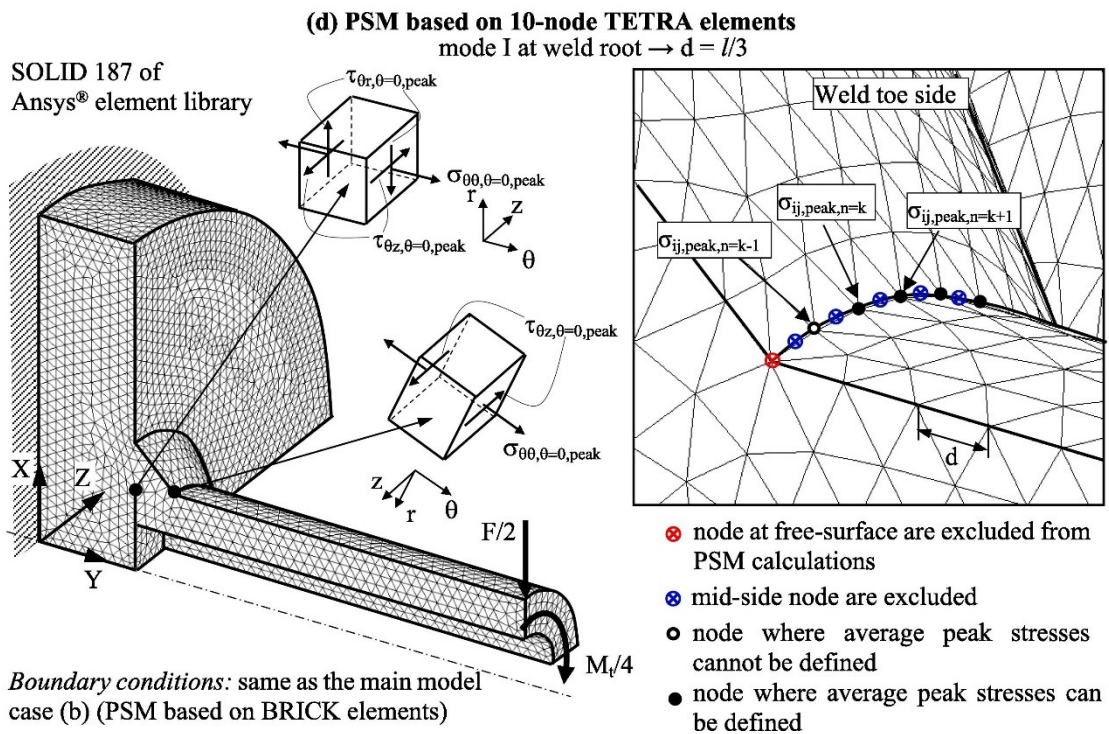 (d) PSM based on 10-node TETRA elements
mode I at weld root → d = l/3
SOLID 187 of
Ansys® element library
τθr,θ=0,peak
σθθ,θ=0,peak
r
z
θ
τθz,θ=0,peak
τθz,θ=0,peak
σθθ,θ=0,peak
z
r
θ
X
Z
Y
F/2
Mt/4
Boundary conditions: same as the main model
case (b) (PSM based on BRICK elements)
Weld toe side
σij,peak,n=k
σij,peak,n=k+1
σij,peak,n=k-1
d
node at free-surface are excluded from
PSM calculations
mid-side node are excluded
node where average peak stresses
cannot be defined
node where average peak stresses can
be defined